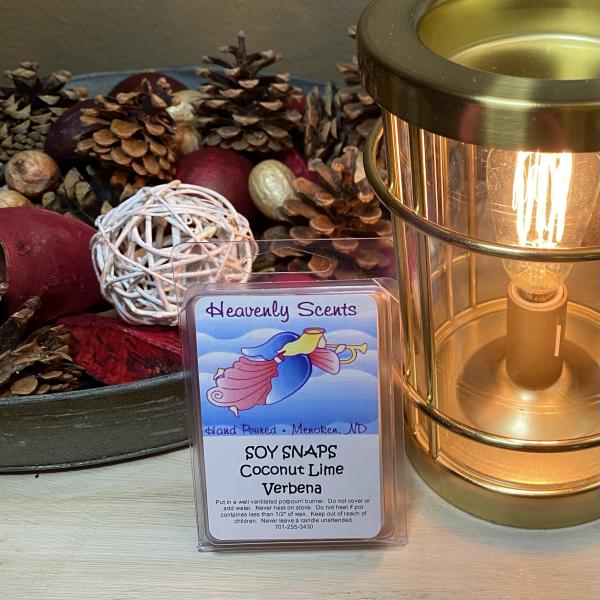 Heavenly Scents
Hand Poured • Menoken, ND
SOY SNAPS
Coconut Lime
Verbena
Put in a well ventilated potpourri burner. Do not cover or
add water. Never heat on stove. Do not heat if pot
containes less than 1/2" of wax. Keep out of reach of
children. Never leave a candle unattended.
701-255-3430